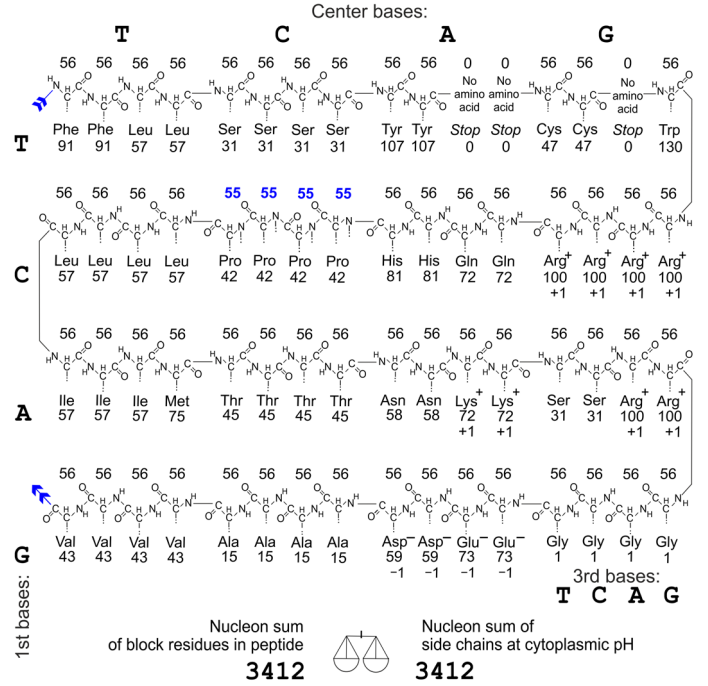 Center bases:
T C A G
56 56 56 56 56 56 56 56 56 56 0 0 56 56 0 56
No amino acid No amino acid No amino acid
Phe Phe Leu Leu Ser Ser Ser Ser Tyr Tyr Stop Stop Cys Cys Stop Trp
T 91 91 57 57 31 31 31 31 107 107 0 0 47 47 0 130
56 56 56 56 55 55 55 55 56 56 56 56 56 56 56 56
Leu Leu Leu Leu Pro Pro Pro Pro His His Gln Gln Arg+ Arg+ Arg+ Arg+
C 57 57 57 57 42 42 42 42 81 81 72 72 100 100 100 100
+1 +1 +1 +1
56 56 56 56 56 56 56 56 56 56 56 56 56 56 56 56
Ile Ile Ile Met Thr Thr Thr Thr Asn Asn Lys+ Lys+ Ser Ser Arg+ Arg+
A 57 57 57 75 45 45 45 45 58 58 72 72 31 31 100 100
+1 +1 +1 +1
56 56 56 56 56 56 56 56 56 56 56 56 56 56 56 56
Val Val Val Val Ala Ala Ala Ala Asp− Asp− Glu− Glu− Gly Gly Gly Gly
G 43 43 43 43 15 15 15 15 59 59 73 73 1 1 1 1
−1 −1 −1 −1
3rd bases:
T C A G
1st bases:
Nucleon sum
of block residues in peptide
3412
Nucleon sum of
side chains at cytoplasmic pH
3412